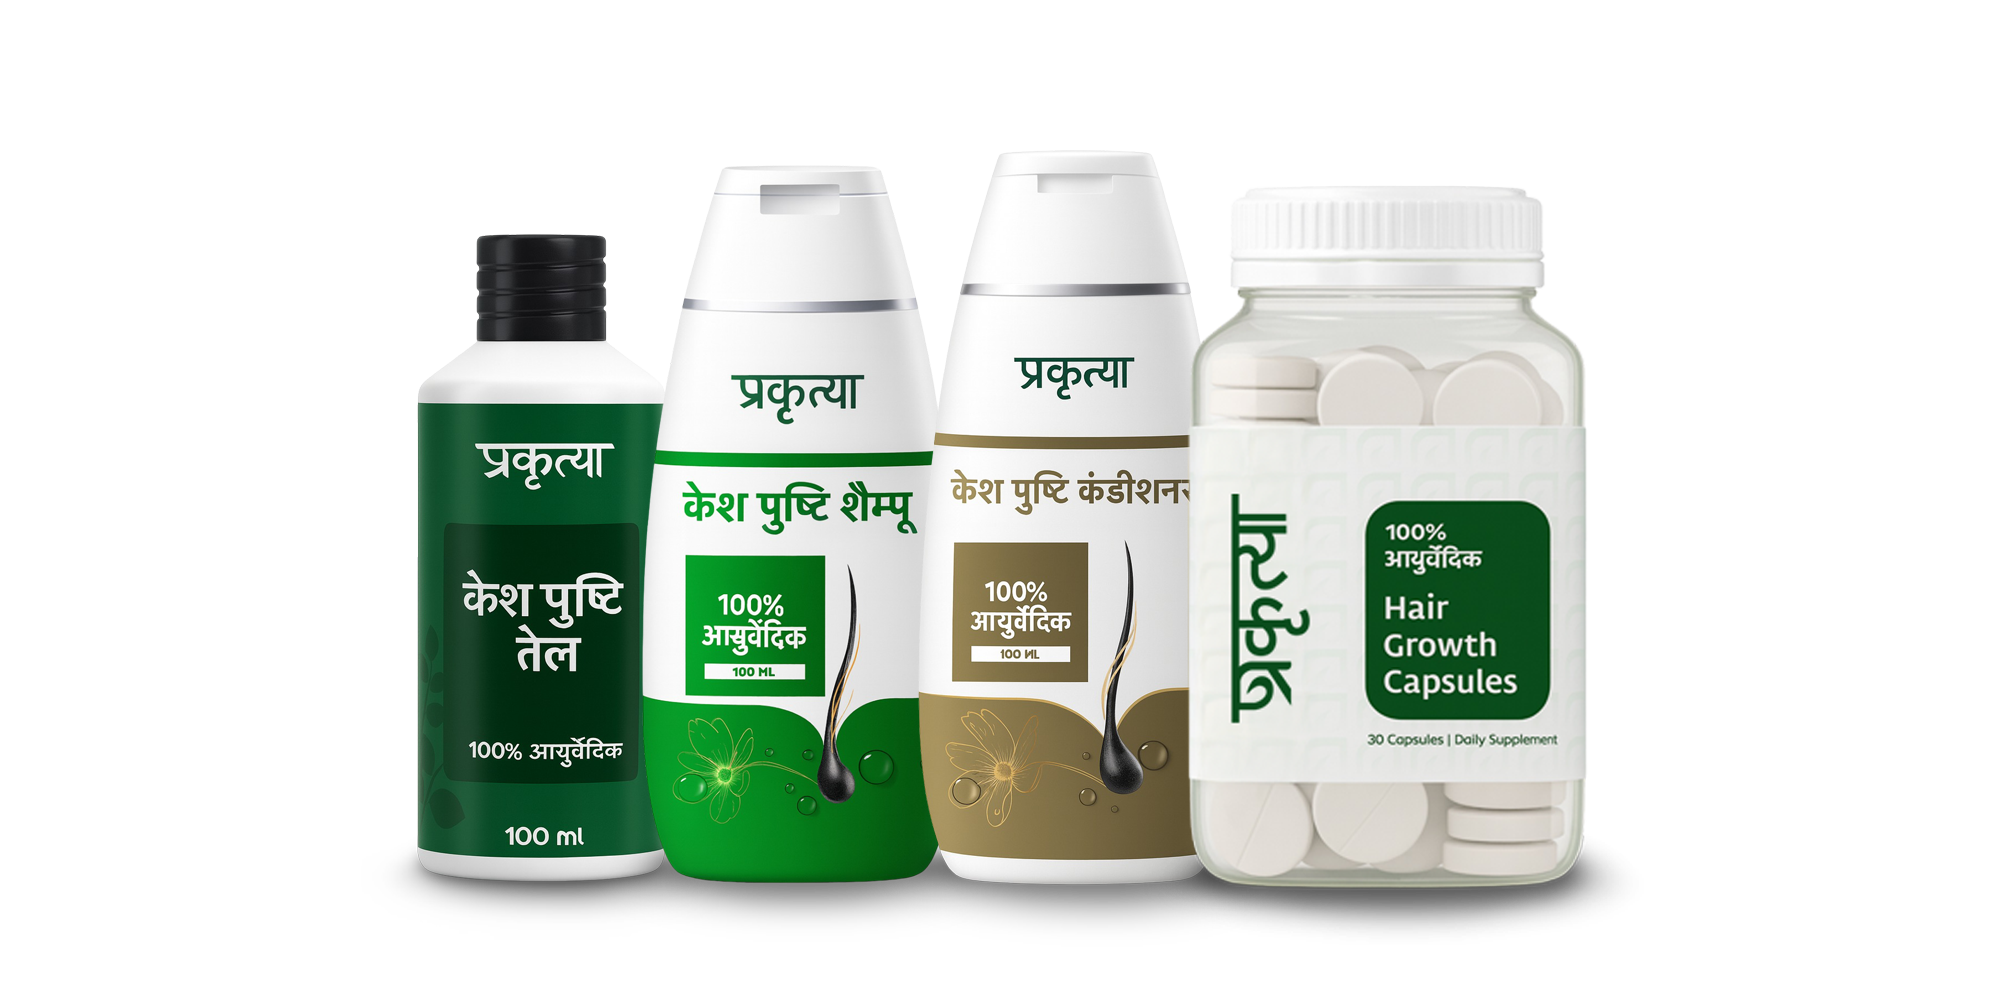 प्रकृत्या
केश पुष्टि
तेल
100% आयुर्वेदिक
100 ml
प्रकृत्या
केश पुष्टि शैम्पू
100%
आसुर्वेदिक
100 ML
प्रकृत्या
केश पुष्टि कंडीशनर
100%
आयुर्वेदिक
100 ML
प्रकृत्या
100%
आयुर्वेदिक
Hair
Growth
Capsules
30 Capsules | Daily Supplement